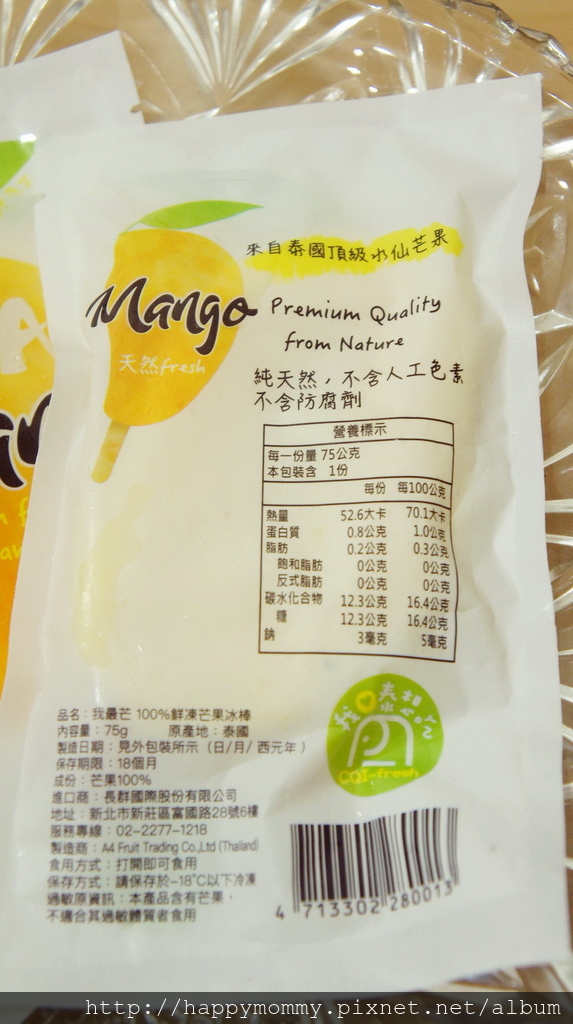 來自泰國頂級水仙芒果
Mango
天然fresh
Premium Quality
from Nature
純天然，不含人工色素
不含防腐劑
營養標示
每一份量 75公克
本包裝含 1份
每份 每100公克
熱量 52.6大卡 70.1大卡
蛋白質 0.8公克 1.0公克
脂肪 0.2公克 0.3公克
飽和脂肪 0公克 0公克
反式脂肪 0公克 0公克
碳水化合物 12.3公克 16.4公克
糖 12.3公克 16.4公克
鈉 3毫克 5毫克
QQI-fresh
品名：我最芒 100%鮮凍芒果冰棒
內容量：75g 原產地：泰國
製造日期：見外包裝所示（日/月/ 西元年）
保存期限：18個月
成份：芒果100%
進口商：長群國際股份有限公司
地址：新北市新莊區富國路28號6樓
服務專線：02-2277-1218
製造商：A4 Fruit Trading Co.,Ltd (Thailand)
食用方式：打開即可食用
保存方式：請保存於-18°C以下冷凍
過敏原資訊：本產品含有芒果，
不適合其過敏體質者食用
4 713302 280013
http://happymommy.pixnet.net/album